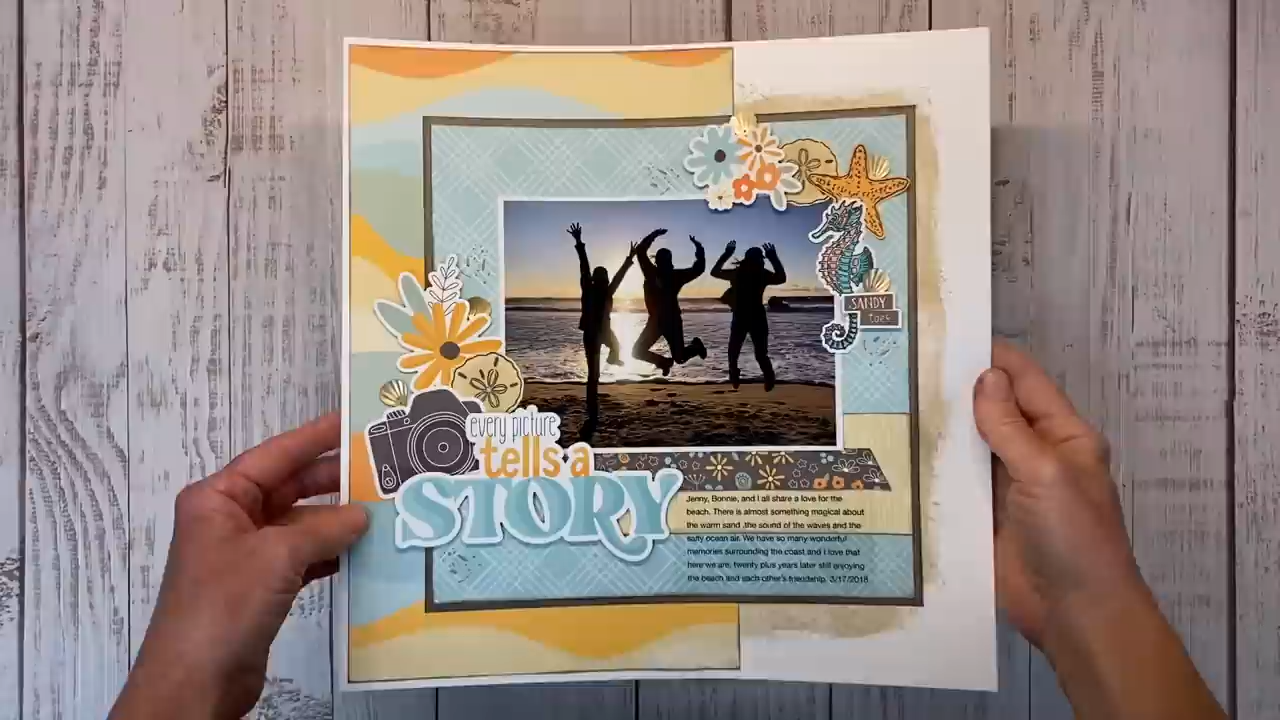 SANDY
toes
every picture
tells a
STORY
Jenny, Bonnie, and I all share a love for the
beach. There is almost something magical about
the warm sand ,the sound of the waves and the
salty ocean air. We have so many wonderful
memories surrounding the coast and I love that
here we are, twenty plus years later still enjoying
the beach and each other's friendship. 3/17/2018